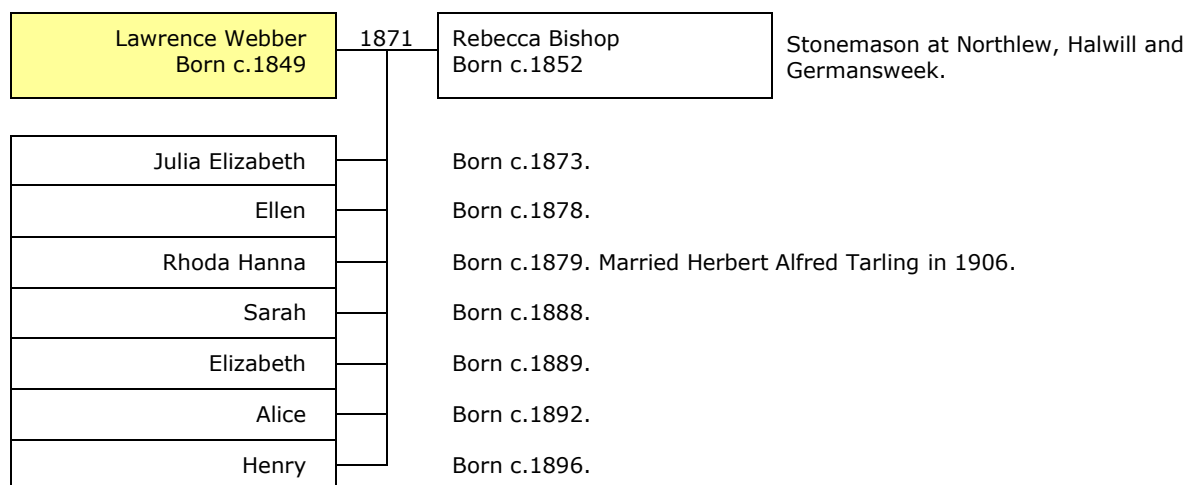 Lawrence Webber
Born c.1849
1871
Rebecca Bishop
Born c.1852
Stonemason at Northlew, Halwill and
Germansweek.
Julia Elizabeth Born c.1873.
Ellen Born c.1878.
Rhoda Hanna Born c.1879. Married Herbert Alfred Tarling in 1906.
Sarah Born c.1888.
Elizabeth Born c.1889.
Alice Born c.1892.
Henry Born c.1896.